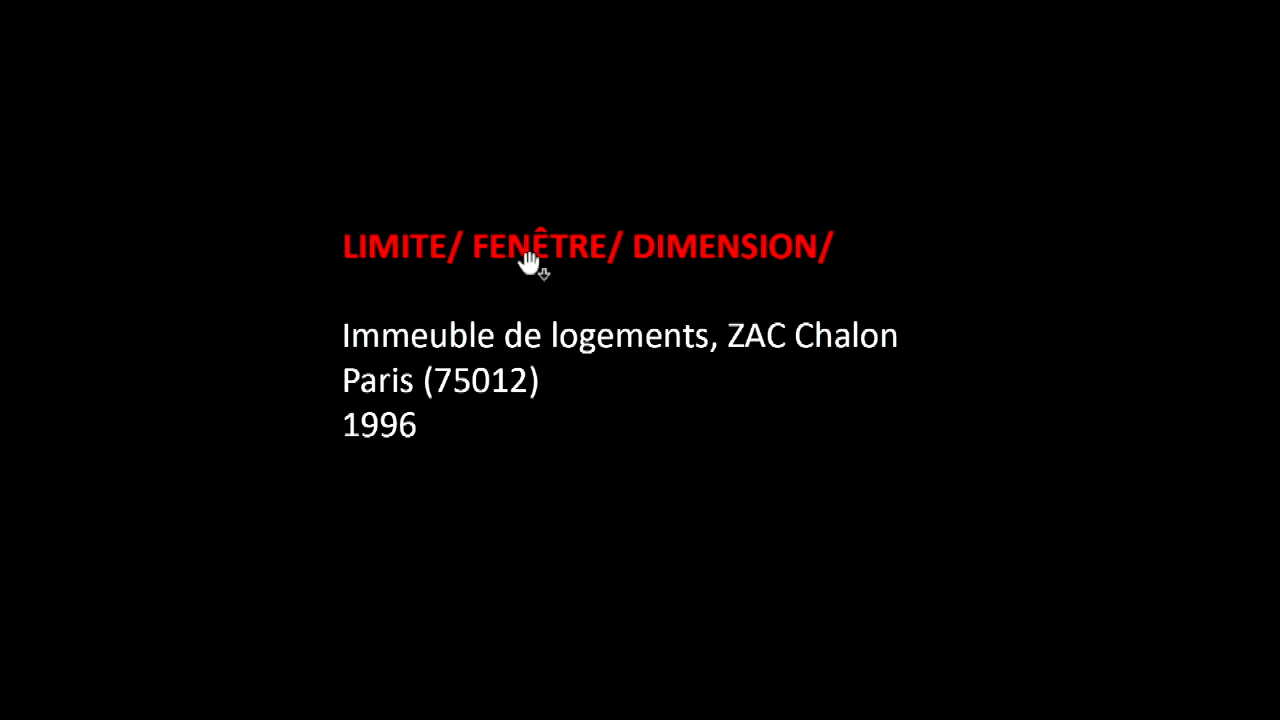 LIMITE/ FENÊTRE/ DIMENSION/
Immeuble de logements, ZAC Chalon
Paris (75012)
1996